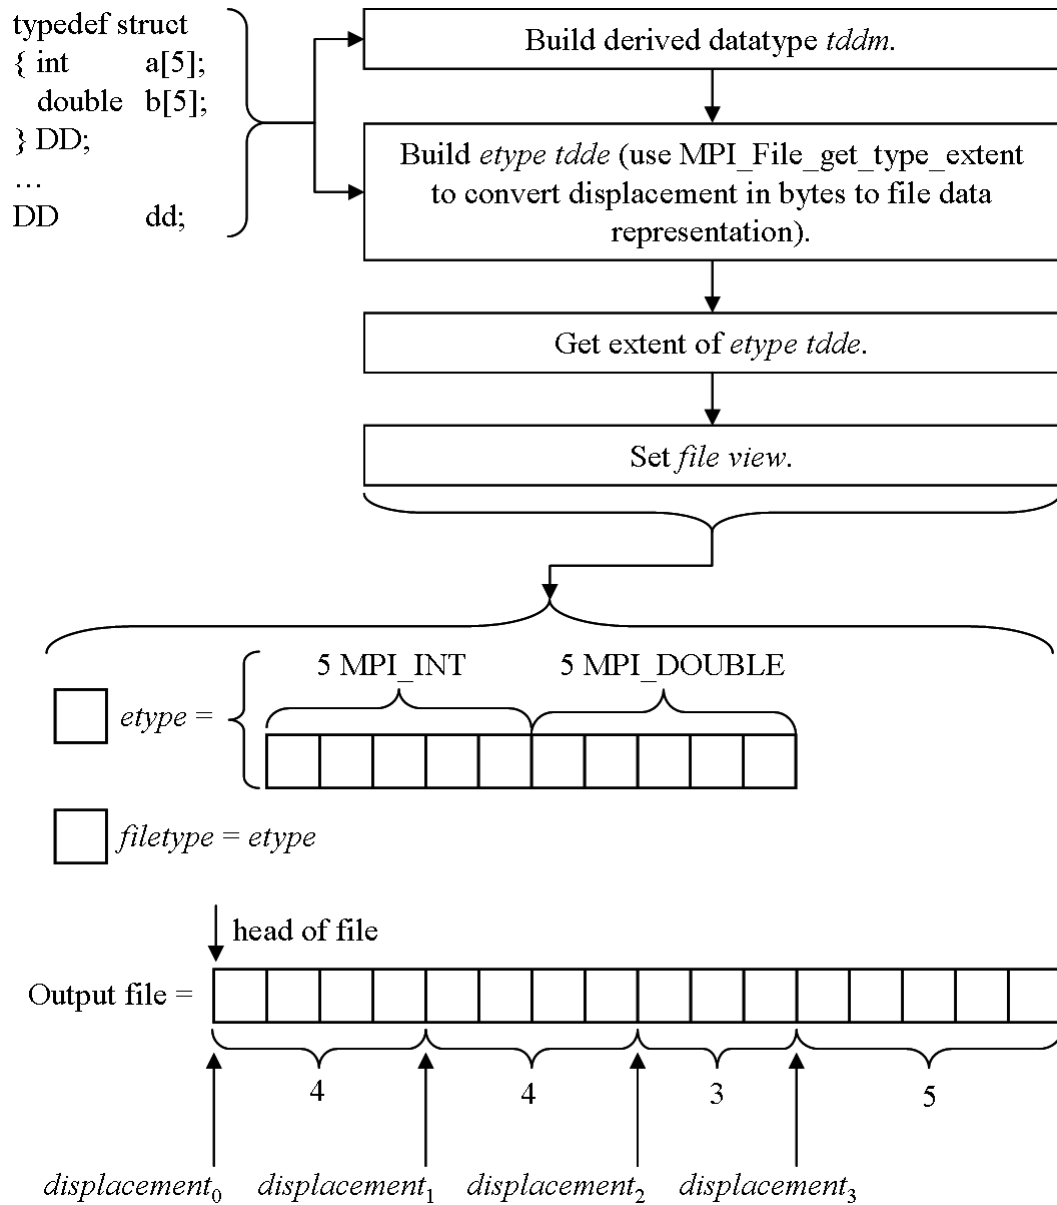 typedef struct
{ int a[5];
double b[5];
} DD;
...
DD dd;
Build derived datatype tddm.
Build etype tdde (use MPI_File_get_type_extent
to convert displacement in bytes to file data
representation).
Get extent of etype tdde.
Set file view.
5 MPI_INT 5 MPI_DOUBLE
etype =
filetype = etype
head of file
Output file =
4 4 3 5
displacement₀ displacement₁ displacement₂ displacement₃